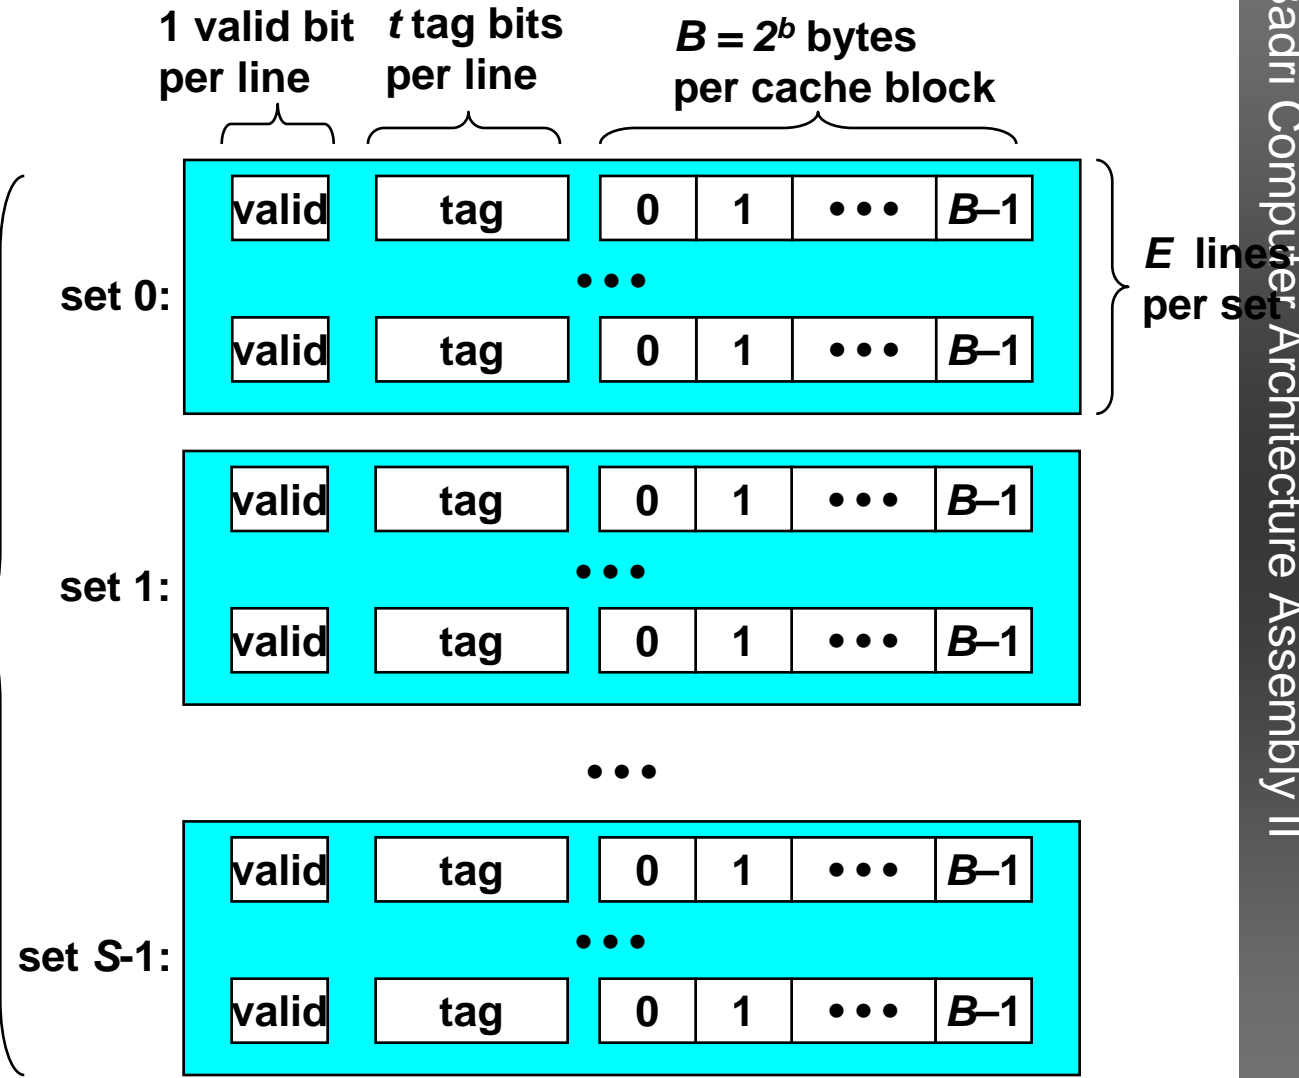 1 valid bit
per line
t tag bits
per line
B = 2^b bytes
per cache block
valid tag 0 1 ••• B–1
•••
set 0:
valid tag 0 1 ••• B–1
E lines
per set
valid tag 0 1 ••• B–1
•••
set 1:
valid tag 0 1 ••• B–1
•••
valid tag 0 1 ••• B–1
•••
set S-1:
valid tag 0 1 ••• B–1
Computer Architecture Assembly II